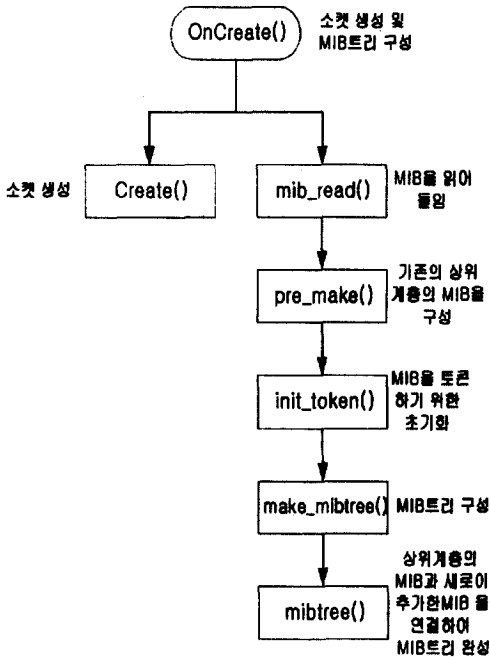 OnCreate()
소켓 생성 및
MIB트리 구성
소켓 생성
Create()
mib_read()
MIB을 읽어
들임
pre_make()
기존의 상위
계층의 MIB을
구성
init_token()
MIB을 토큰
하기 위한
초기화
make_mibtree()
MIB트리 구성
mibtree()
상위계층의
MIB과 새로이
추가한MIB 을
연결하여
MIB트리 완성